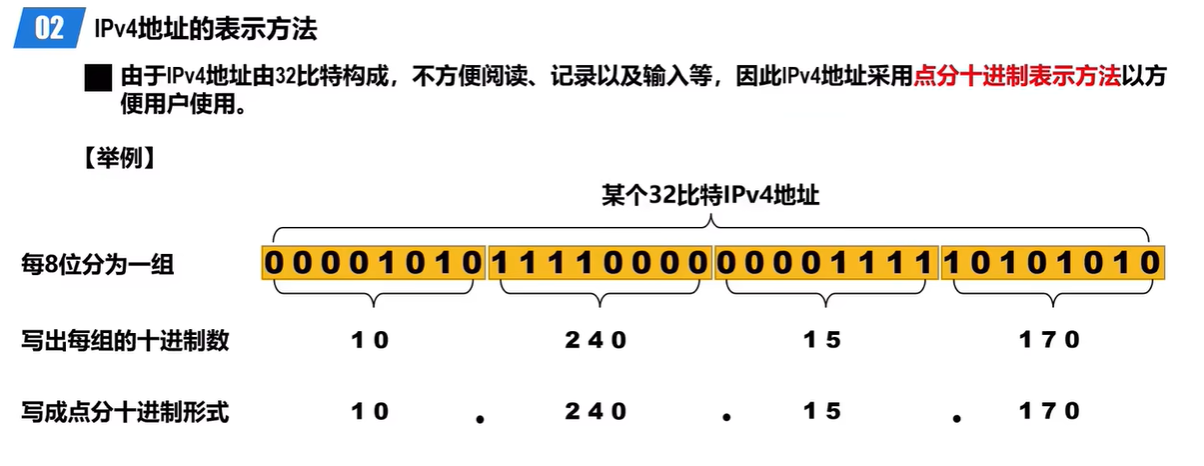 02 IPv4地址的表示方法
由于IPv4地址由32比特构成，不方便阅读、记录以及输入等，因此IPv4地址采用点分十进制表示方法以方
便用户使用。
【举例】
某个32比特IPv4地址
每8位分为一组 00001010 11110000 00001111 10101010
写出每组的十进制数 10 240 15 170
写成点分十进制形式 10 . 240 . 15 . 170